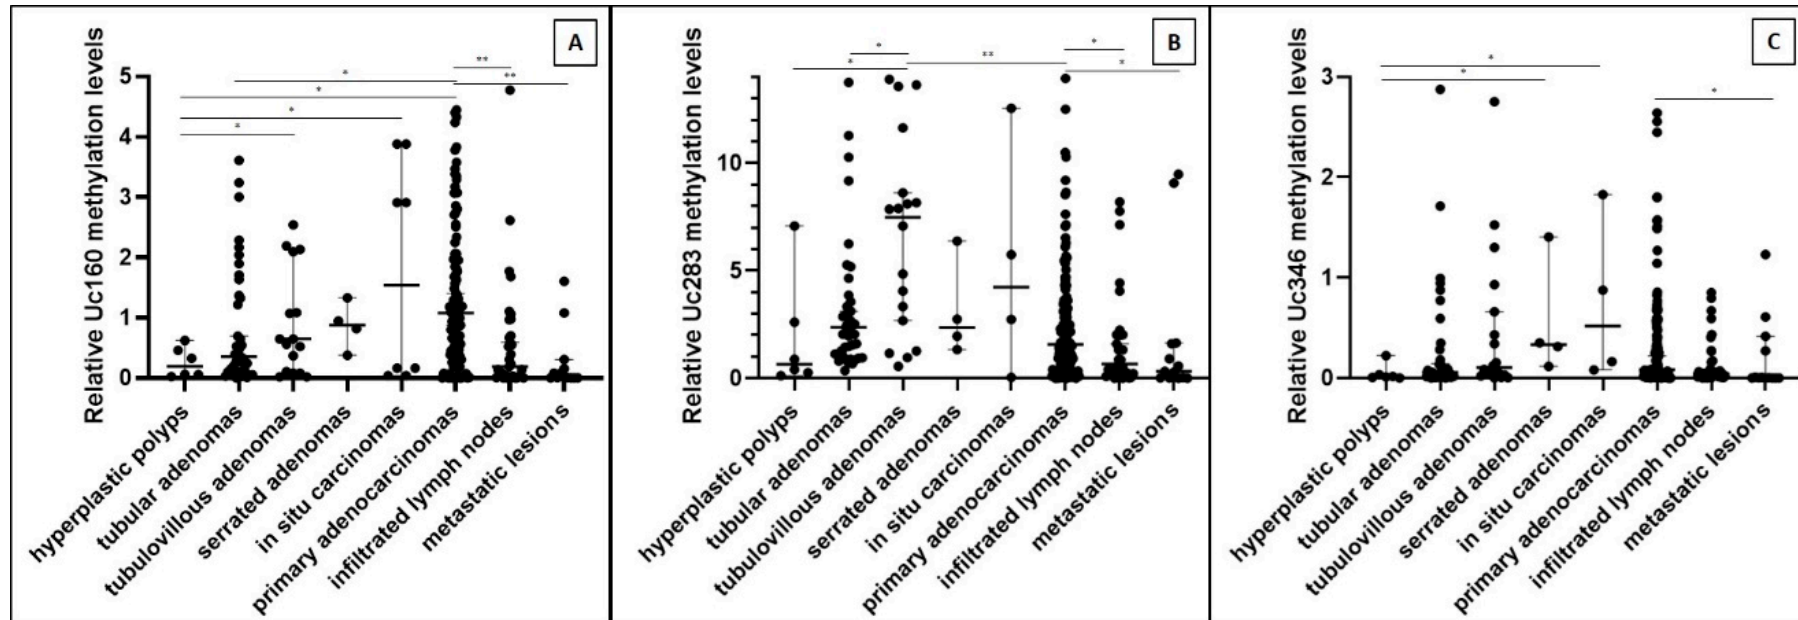 A
Relative Uc160 methylation levels
5
4
3
2
1
0
* * * * ** **
hyperplastic polyps
tubular adenomas
tubulovillous adenomas
serrated adenomas
in situ carcinomas
primary adenocarcinomas
infiltrated lymph nodes
metastatic lesions
B
Relative Uc283 methylation levels
10
5
0
* * ** * *
hyperplastic polyps
tubular adenomas
tubulovillous adenomas
serrated adenomas
in situ carcinomas
primary adenocarcinomas
infiltrated lymph nodes
metastatic lesions
C
Relative Uc346 methylation levels
3
2
1
0
* * *
hyperplastic polyps
tubular adenomas
tubulovillous adenomas
serrated adenomas
in situ carcinomas
primary adenocarcinomas
infiltrated lymph nodes
metastatic lesions